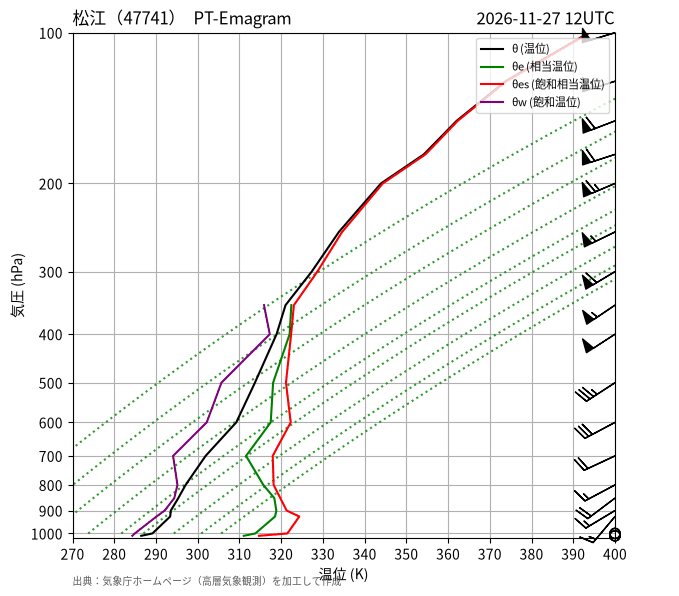 松江（47741） PT-Emagram
2026-11-27 12UTC
θ (温位)
θe (相当温位)
θes (飽和相当温位)
θw (飽和温位)
気圧 (hPa)
100
200
300
400
500
600
700
800
900
1000
270 280 290 300 310 320 330 340 350 360 370 380 390 400
温位 (K)
出典：気象庁ホームページ（高層気象観測）を加工して作成